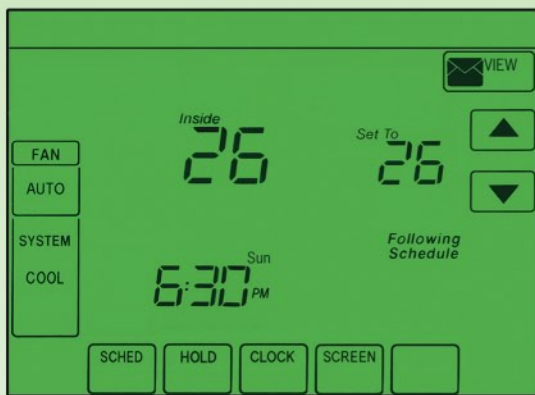 VIEW
Inside
26
Set To
26
FAN
AUTO
SYSTEM
COOL
Following
Schedule
Sun
6:30 PM
SCHED
HOLD
CLOCK
SCREEN